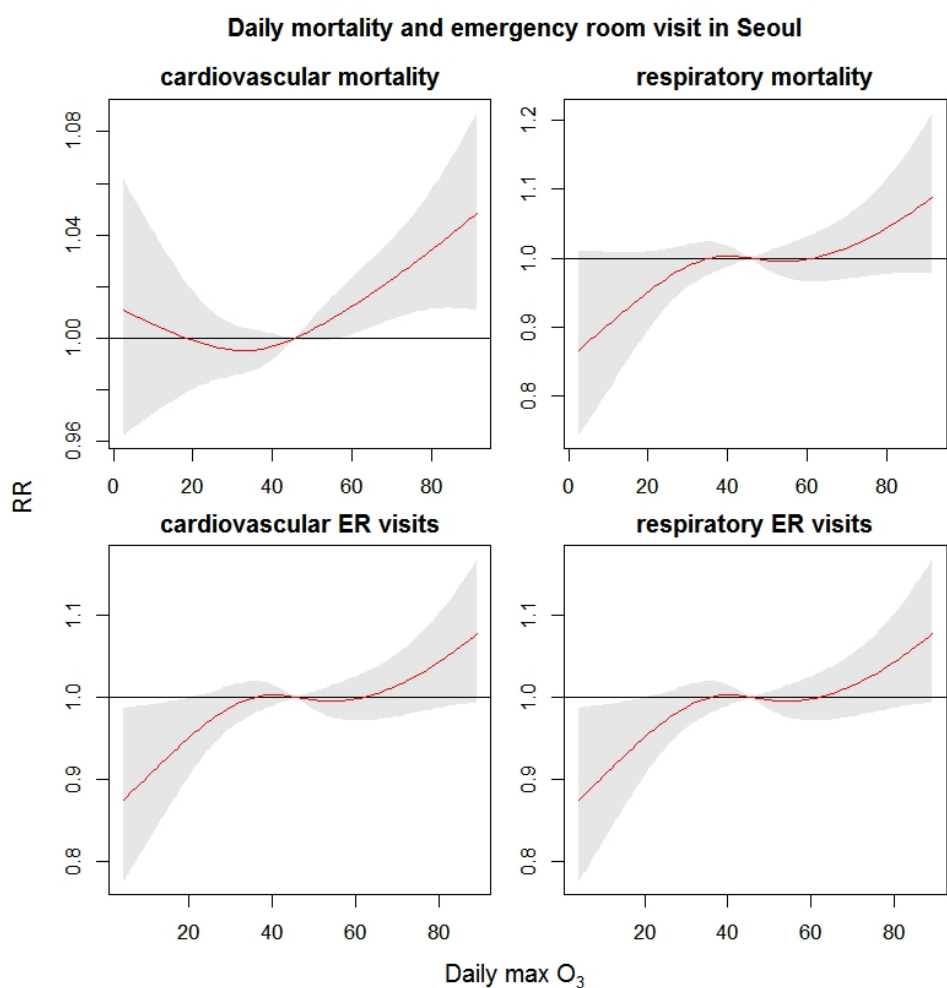 Daily mortality and emergency room visit in Seoul
cardiovascular mortality
respiratory mortality
1.08
1.04
1.00
0.96
0 20 40 60 80
1.2
1.1
1.0
0.9
0.8
0 20 40 60 80
RR
cardiovascular ER visits
respiratory ER visits
1.1
1.0
0.9
0.8
20 40 60 80
1.1
1.0
0.9
0.8
20 40 60 80
Daily max O₃